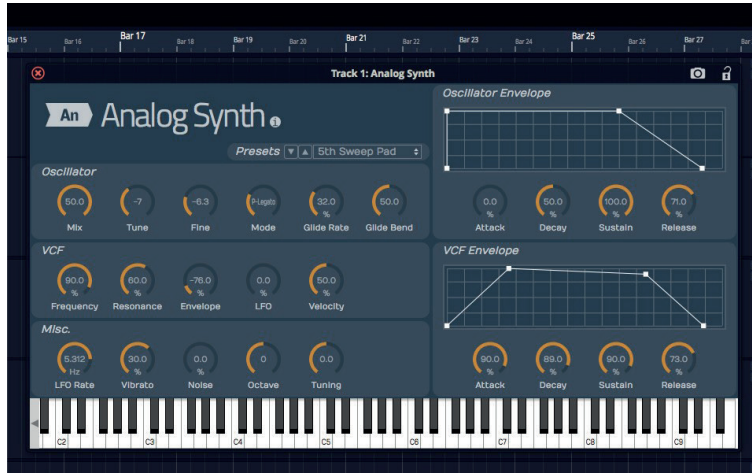 Bar 15 Bar 16 Bar 17 Bar 18 Bar 19 Bar 20 Bar 21 Bar 22 Bar 23 Bar 24 Bar 25 Bar 26 Bar 27 Bar
Track 1: Analog Synth
An Analog Synth i
Presets 5th Sweep Pad
Oscillator
50.0 -7 -6.3 P-Legato 32.0 % 50.0
Mix Tune Fine Mode Glide Rate Glide Bend
VCF
90.0 % 60.0 % -76.0 % 0.0 % 50.0 %
Frequency Resonance Envelope LFO Velocity
Misc.
5.312 Hz 30.0 % 0.0 % 0 0.0
LFO Rate Vibrato Noise Octave Tuning
Oscillator Envelope
0.0 % 50.0 % 100.0 % 71.0 %
Attack Decay Sustain Release
VCF Envelope
90.0 % 89.0 % 90.0 % 73.0 %
Attack Decay Sustain Release
C2 C3 C4 C5 C6 C7 C8 C9